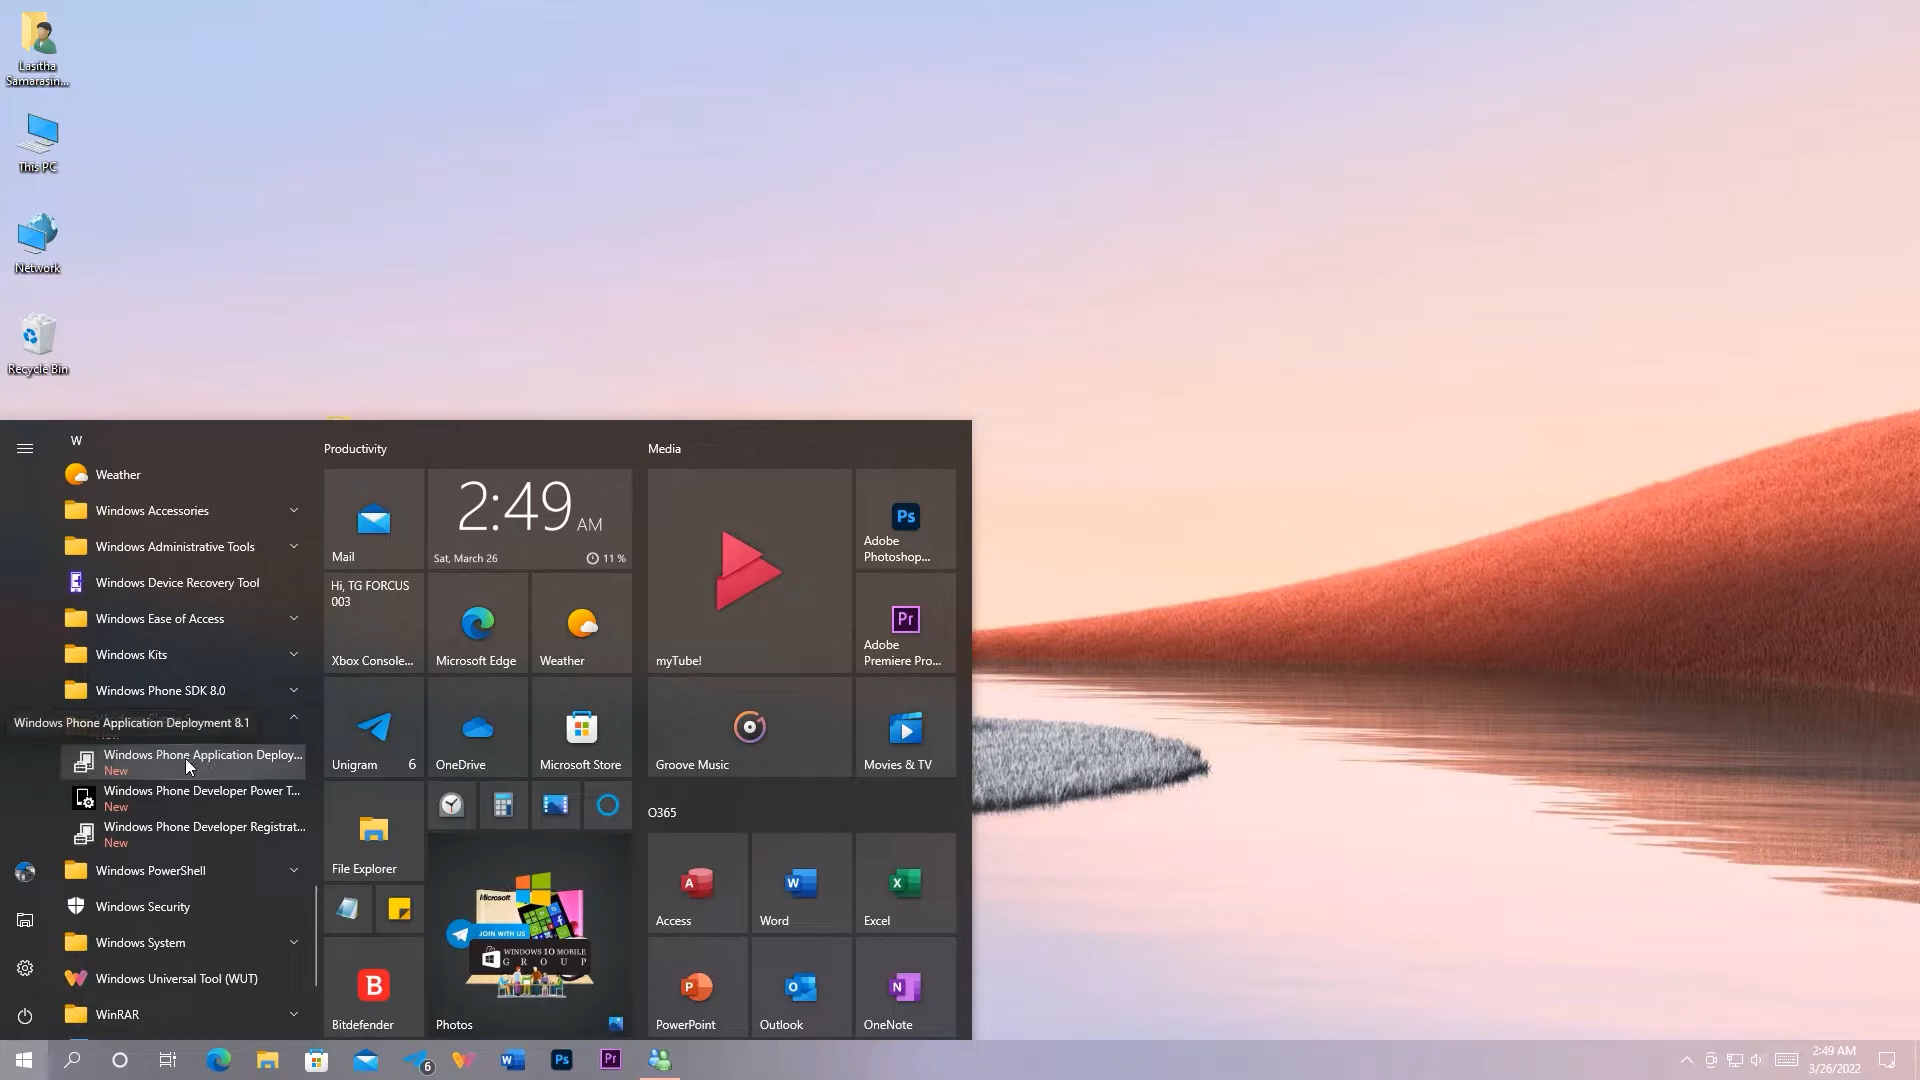 Lasitha
Samarasin...
This PC
Network
Recycle Bin
W
Weather
Windows Accessories
Windows Administrative Tools
Windows Device Recovery Tool
Windows Ease of Access
Windows Kits
Windows Phone SDK 8.0
Windows Phone Application Deployment 8.1
Windows Phone Application Deploy...
New
Windows Phone Developer Power T...
New
Windows Phone Developer Registrat...
New
Windows PowerShell
Windows Security
Windows System
Windows Universal Tool (WUT)
WinRAR
Productivity
Mail
2:49 AM
Sat, March 26
11 %
Hi, TG FORCUS
003
Xbox Console...
Microsoft Edge
Weather
Unigram 6
OneDrive
Microsoft Store
File Explorer
Microsoft
JOIN WITH US
WINDOWS 10 MOBILE
GROUP
Bitdefender
Photos
Media
myTube!
Ps
Adobe
Photoshop...
Pr
Adobe
Premiere Pro...
Groove Music
Movies & TV
O365
Access
Word
Excel
PowerPoint
Outlook
OneNote
6
Ps
Pr
2:49 AM
3/26/2022